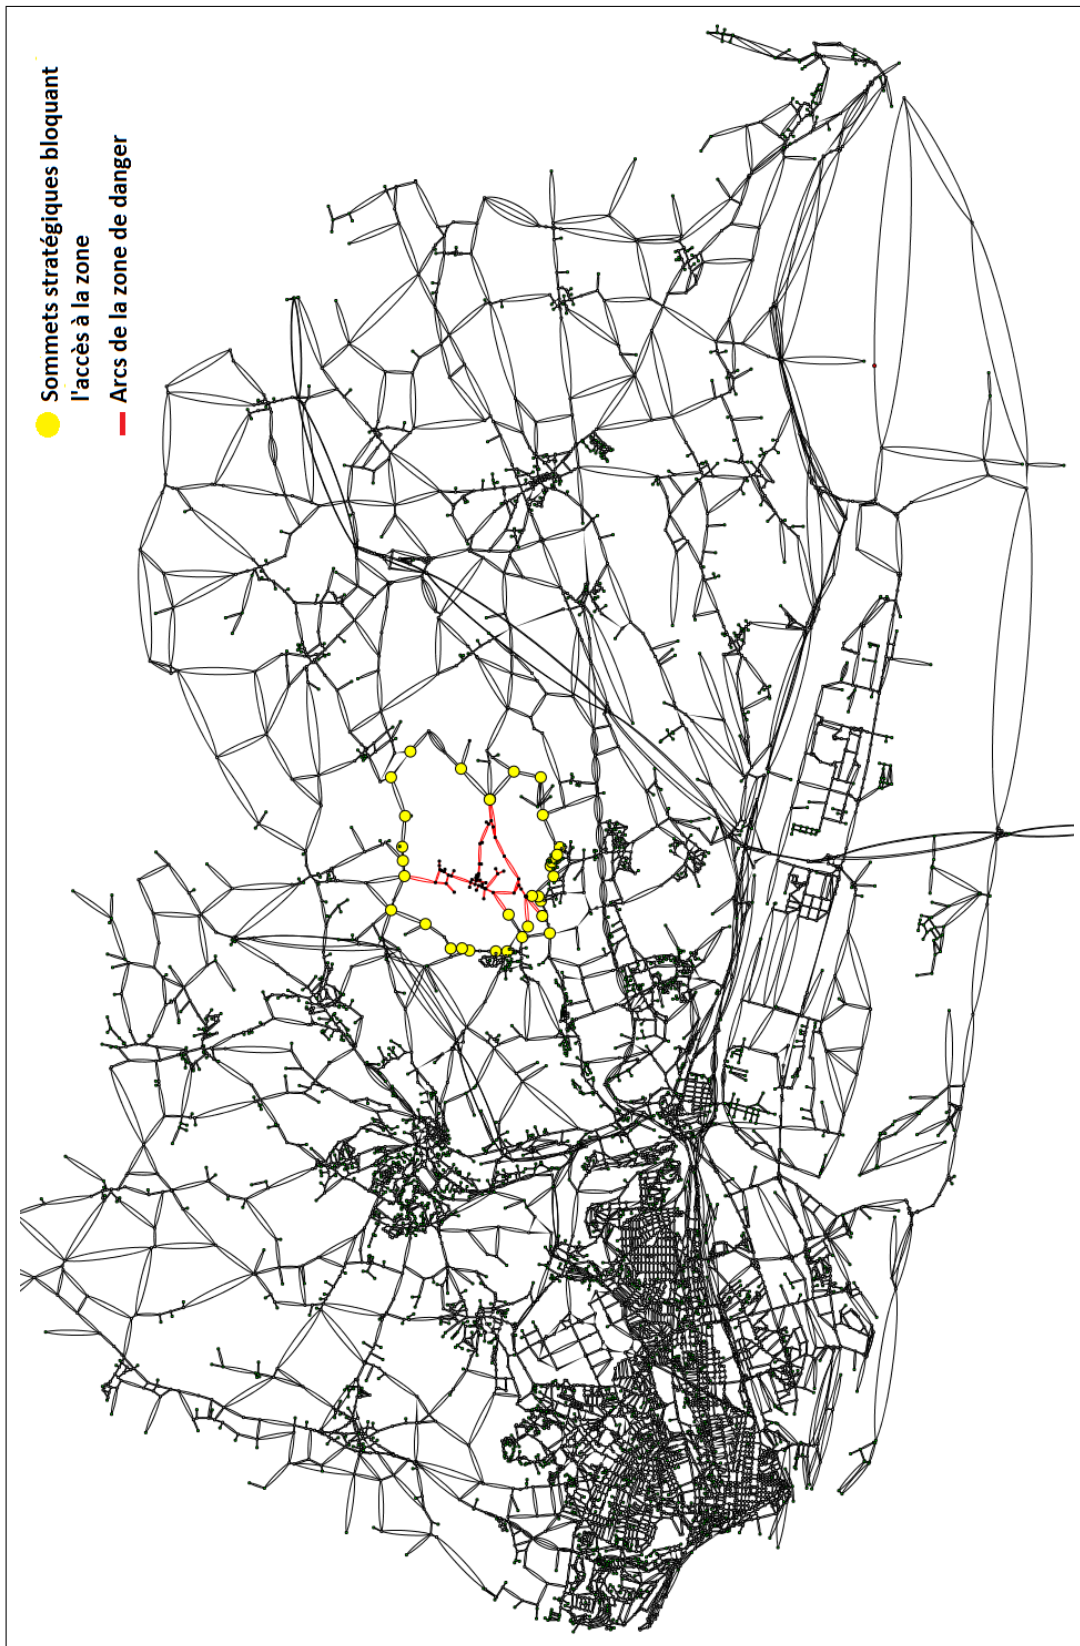 Sommets stratégiques bloquant
l'accès à la zone
Arcs de la zone de danger